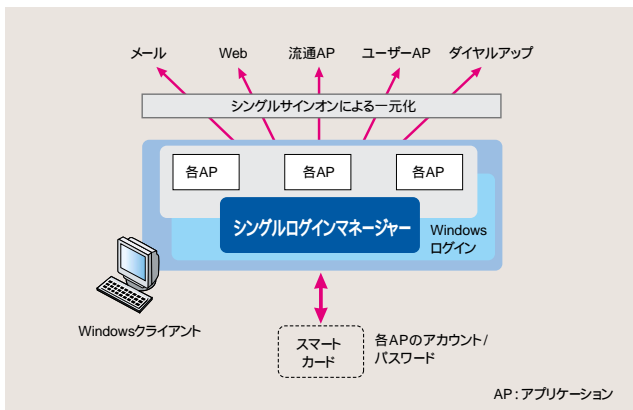 メール
Web
流通AP
ユーザーAP
ダイヤルアップ
シングルサインオンによる一元化
各AP
各AP
各AP
シングルログインマネージャー
Windows
ログイン
Windowsクライアント
スマート
カード
各APのアカウント/
パスワード
AP：アプリケーション